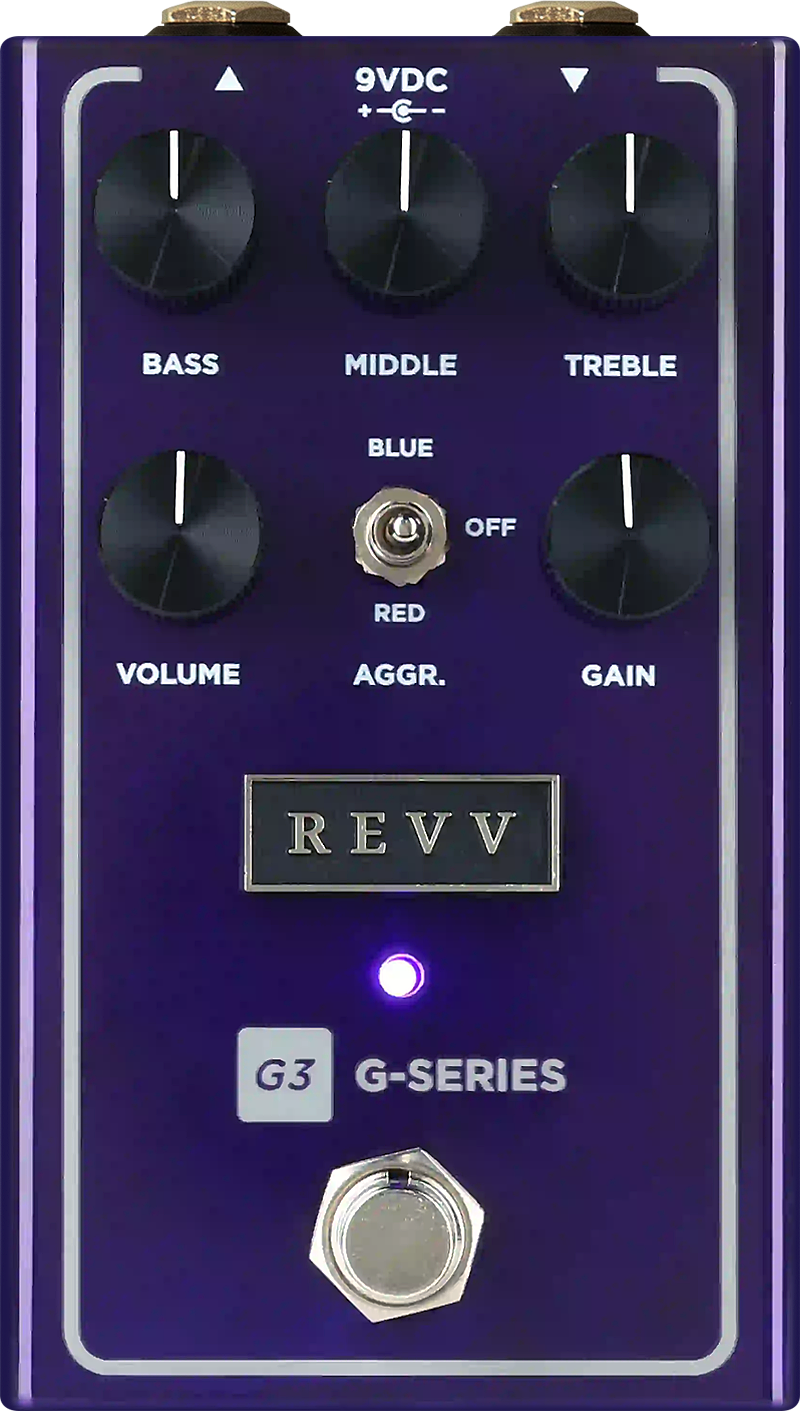 9VDC
BASS MIDDLE TREBLE
BLUE
OFF
RED
VOLUME AGGR. GAIN
REVV
G3 G-SERIES